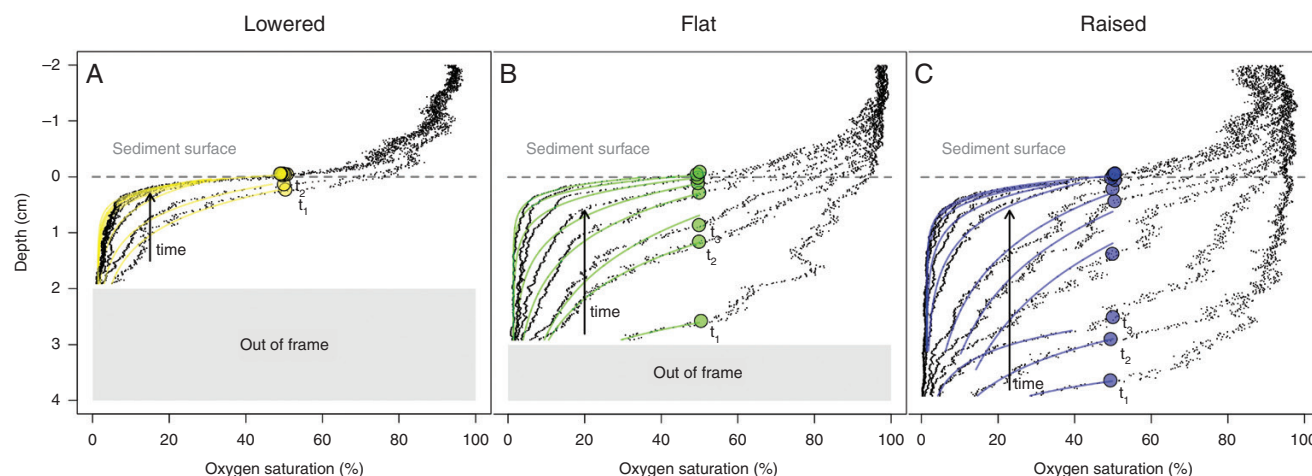 Lowered Flat Raised
A B C
Sediment surface Sediment surface Sediment surface
t2 t1 time
t3 t2 t1 time
t3 t2 t1 time
Out of frame
Out of frame
Depth (cm)
–2
–1
0
1
2
3
4
0 20 40 60 80 100 0 20 40 60 80 100 0 20 40 60 80 100
Oxygen saturation (%) Oxygen saturation (%) Oxygen saturation (%)